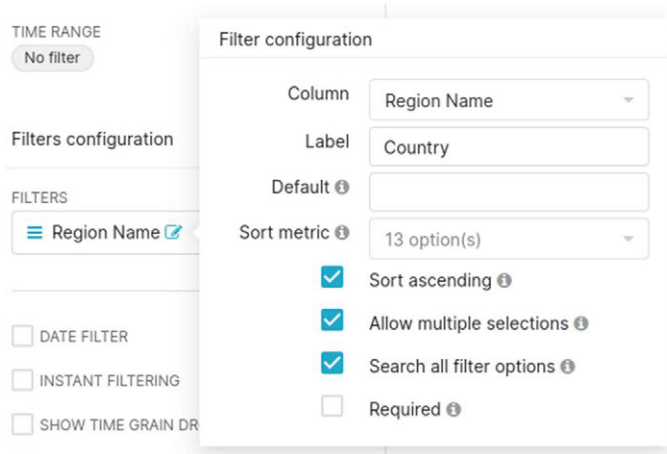 TIME RANGE
No filter
Filters configuration
FILTERS
Region Name
DATE FILTER
INSTANT FILTERING
SHOW TIME GRAIN DR
Filter configuration
Column Region Name
Label Country
Default
Sort metric 13 option(s)
Sort ascending
Allow multiple selections
Search all filter options
Required